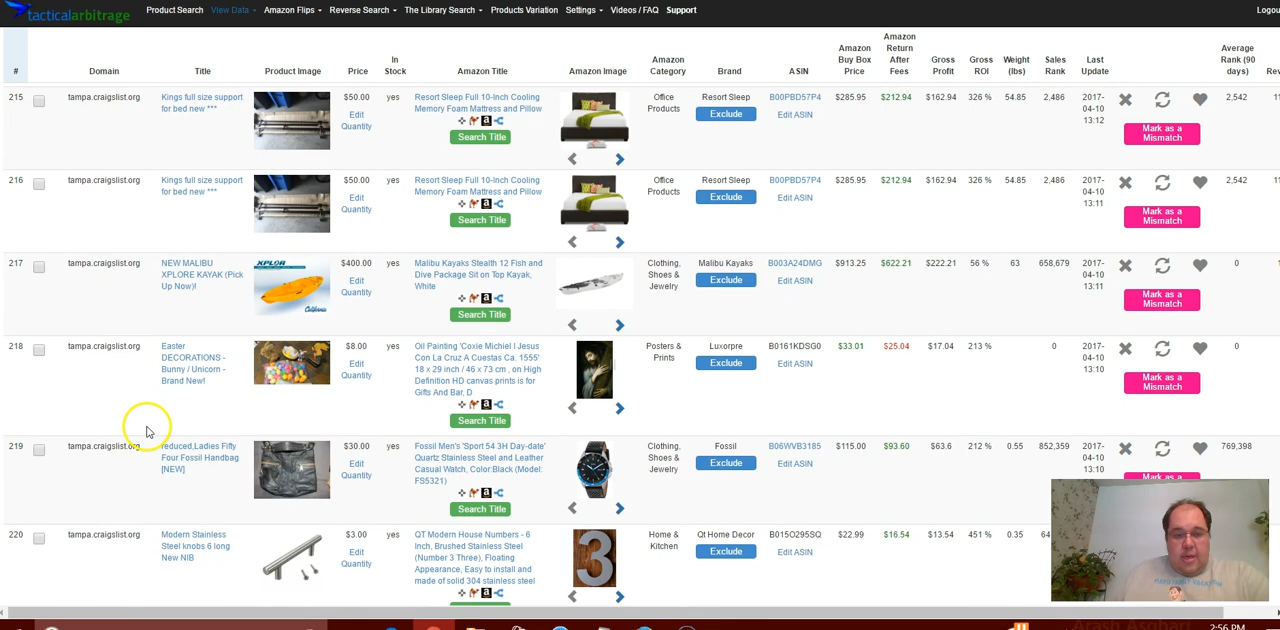 tacticalarbitrage Product Search View Data Amazon Flips Reverse Search The Library Search Products Variation Settings Videos / FAQ Support Logou
# Domain Title Product Image Price In Stock Amazon Title Amazon Image Amazon Category Brand ASIN Amazon Buy Box Price Amazon Return After Fees Gross Profit Gross ROI Weight (lbs) Sales Rank Last Update Average Rank (90 days) Rev
215 tampa.craigslist.org Kings full size support for bed new *** $50.00 Edit Quantity yes Resort Sleep Full 10-Inch Cooling Memory Foam Mattress and Pillow Search Title Office Products Resort Sleep Exclude B00PBD57P4 Edit ASIN $285.95 $212.94 $162.94 326 % 54.85 2,486 2017-04-10 13:12 Mark as a Mismatch 2,542
216 tampa.craigslist.org Kings full size support for bed new *** $50.00 Edit Quantity yes Resort Sleep Full 10-Inch Cooling Memory Foam Mattress and Pillow Search Title Office Products Resort Sleep Exclude B00PBD57P4 Edit ASIN $285.95 $212.94 $162.94 326 % 54.85 2,486 2017-04-10 13:11 Mark as a Mismatch 2,542
217 tampa.craigslist.org NEW MALIBU XPLORE KAYAK (Pick Up Now)! XPLOR California $400.00 Edit Quantity yes Malibu Kayaks Stealth 12 Fish and Dive Package Sit on Top Kayak, White Search Title Clothing, Shoes & Jewelry Malibu Kayaks Exclude B003A24DMG Edit ASIN $913.25 $622.21 $222.21 56 % 63 658,679 2017-04-10 13:11 Mark as a Mismatch 0
218 tampa.craigslist.org Easter DECORATIONS - Bunny / Unicorn - Brand New! $8.00 Edit Quantity yes Oil Painting 'Coxie Michiel I Jesus Con La Cruz A Cuestas Ca. 1555' 18 x 29 inch / 46 x 73 cm , on High Definition HD canvas prints is for Gifts And Bar, D Search Title Posters & Prints Luxorpre Exclude B0161KDSG0 Edit ASIN $33.01 $25.04 $17.04 213 % 0 2017-04-10 13:10 Mark as a Mismatch 0
219 tampa.craigslist.org reduced,Ladies Fifty Four Fossil Handbag [NEW] $30.00 Edit Quantity yes Fossil Men's 'Sport 54 3H Day-date' Quartz Stainless Steel and Leather Casual Watch, Color:Black (Model: FS5321) Search Title Clothing, Shoes & Jewelry Fossil Exclude B06WVB3185 Edit ASIN $115.00 $93.60 $63.6 212 % 0.55 852,359 2017-04-10 13:10 Mark as a 769,398
220 tampa.craigslist.org Modern Stainless Steel knobs 6 long New NIB $3.00 Edit Quantity yes QT Modern House Numbers - 6 Inch, Brushed Stainless Steel (Number 3 Three), Floating Appearance, Easy to install and made of solid 304 stainless steel 3 Home & Kitchen Qt Home Decor Exclude B015O295SQ Edit ASIN $22.99 $16.54 $13.54 451 % 0.35 64
Arash Asghari
2:56 PM